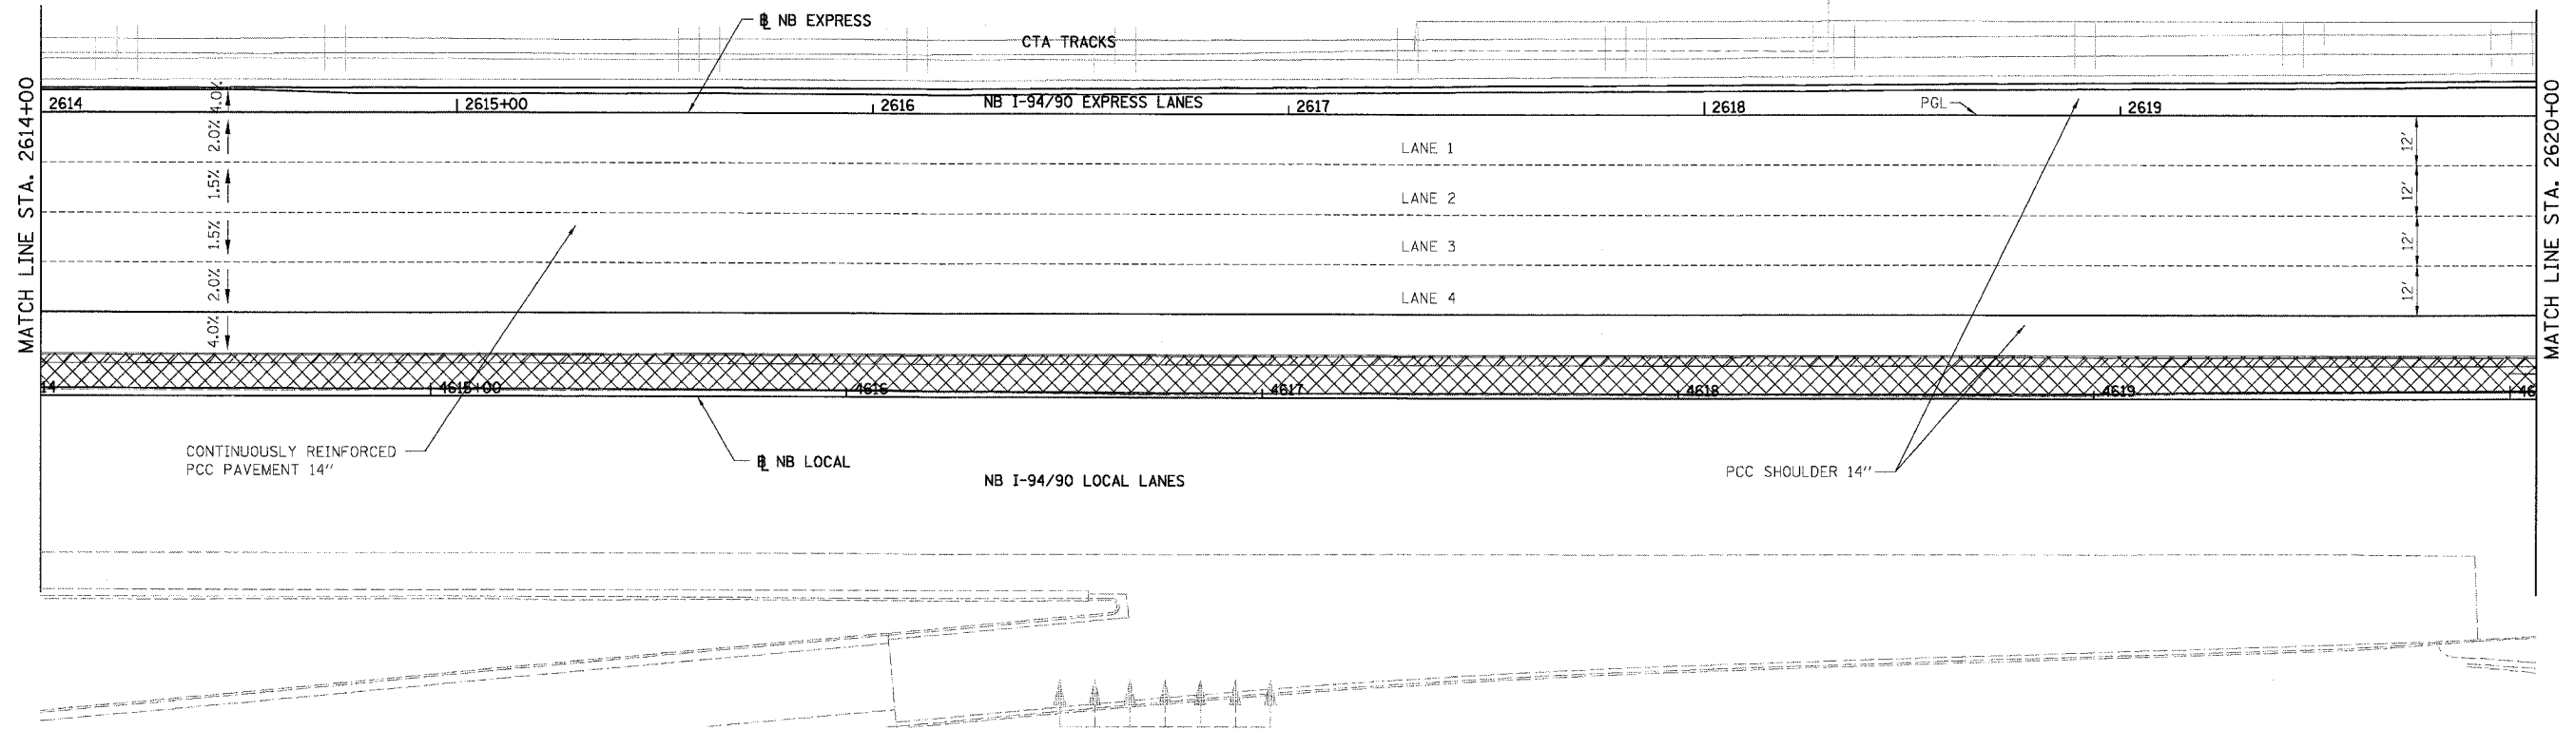 ℄ NB EXPRESS
CTA TRACKS
MATCH LINE STA. 2614+00
2614
2615+00
2616
NB I-94/90 EXPRESS LANES
2617
2618
PGL
2619
MATCH LINE STA. 2620+00
4.0%
2.0%
1.5%
1.5%
2.0%
4.0%
LANE 1
LANE 2
LANE 3
LANE 4
12'
12'
12'
12'
14
4615+00
4616
4617
4618
4619
46
CONTINUOUSLY REINFORCED
PCC PAVEMENT 14"
℄ NB LOCAL
NB I-94/90 LOCAL LANES
PCC SHOULDER 14"